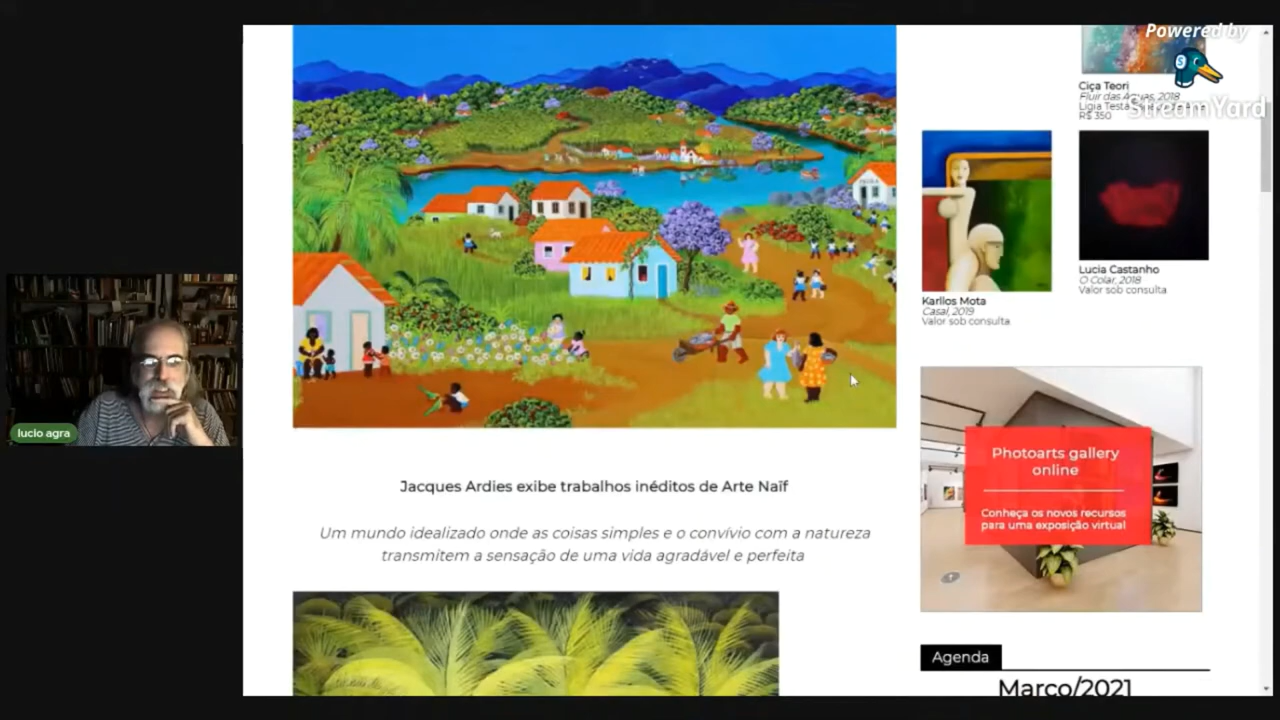 Powered by
StreamYard
lucio agra
Jacques Ardies exibe trabalhos inéditos de Arte Naïf
Um mundo idealizado onde as coisas simples e o convívio com a natureza
transmitem a sensação de uma vida agradável e perfeita
Ciça Teori
Fluir das Águas, 2018
Ligia Testa
R$ 350
Karllos Mota
Casal, 2019
Valor sob consulta
Lucia Castanho
O Colar, 2018
Valor sob consulta
Photoarts gallery
online
Conheça os novos recursos
para uma exposição virtual
Agenda
Março/2021